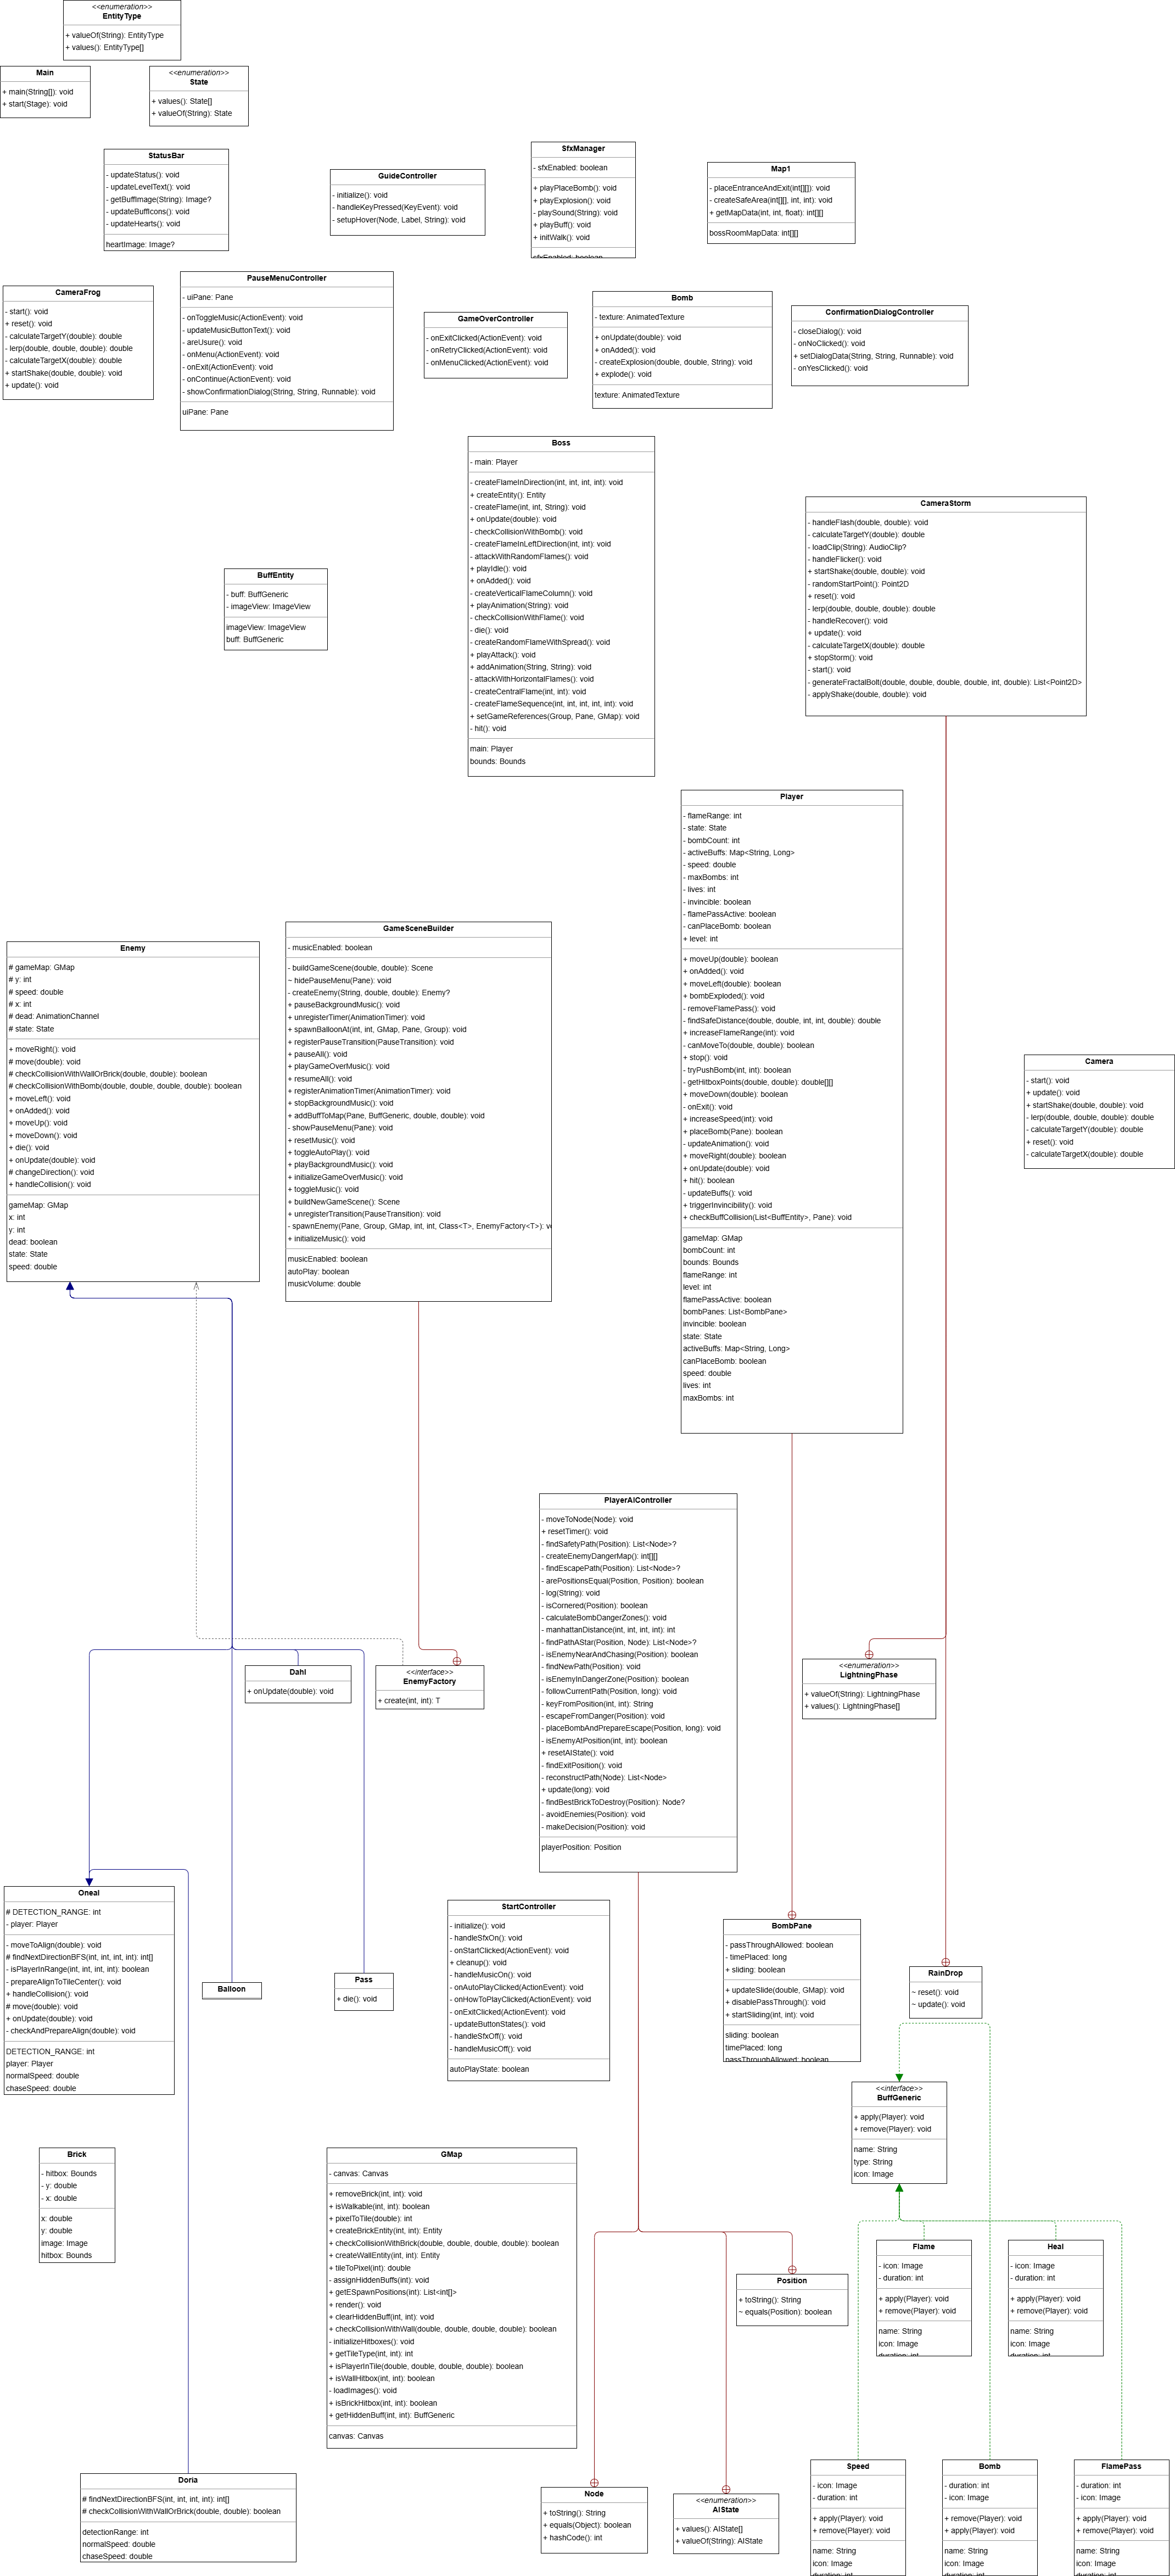 <<enumeration>>
EntityType
+ valueOf(String): EntityType
+ values(): EntityType[]
Main
+ main(String[]): void
+ start(Stage): void
<<enumeration>>
State
+ values(): State[]
+ valueOf(String): State
StatusBar
- updateStatus(): void
- updateLevelText(): void
- getBuffImage(String): Image?
- updateBuffIcons(): void
- updateHearts(): void
heartImage: Image?
GuideController
- initialize(): void
- handleKeyPressed(KeyEvent): void
- setupHover(Node, Label, String): void
SfxManager
- sfxEnabled: boolean
+ playPlaceBomb(): void
+ playExplosion(): void
- playSound(String): void
+ playBuff(): void
+ initWalk(): void
sfxEnabled: boolean
Map1
- placeEntranceAndExit(int[][]): void
- createSafeArea(int[][], int, int): void
+ getMapData(int, int, float): int[][]
bossRoomMapData: int[][]
CameraFrog
- start(): void
+ reset(): void
- calculateTargetY(double): double
- lerp(double, double, double): double
- calculateTargetX(double): double
+ startShake(double, double): void
+ update(): void
PauseMenuController
- uiPane: Pane
- onToggleMusic(ActionEvent): void
- updateMusicButtonText(): void
- areUsure(): void
- onMenu(ActionEvent): void
- onExit(ActionEvent): void
- onContinue(ActionEvent): void
- showConfirmationDialog(String, String, Runnable): void
uiPane: Pane
GameOverController
- onExitClicked(ActionEvent): void
- onRetryClicked(ActionEvent): void
- onMenuClicked(ActionEvent): void
Bomb
- texture: AnimatedTexture
+ onUpdate(double): void
+ onAdded(): void
- createExplosion(double, double, String): void
+ explode(): void
texture: AnimatedTexture
ConfirmationDialogController
- closeDialog(): void
- onNoClicked(): void
+ setDialogData(String, String, Runnable): void
- onYesClicked(): void
Boss
- main: Player
- createFlameInDirection(int, int, int, int): void
+ createEntity(): Entity
- createFlame(int, int, String): void
+ onUpdate(double): void
- checkCollisionWithBomb(): void
- createFlameInLeftDirection(int, int): void
- attackWithRandomFlames(): void
+ playIdle(): void
+ onAdded(): void
- createVerticalFlameColumn(): void
+ playAnimation(String): void
- checkCollisionWithFlame(): void
- die(): void
- createRandomFlameWithSpread(): void
+ playAttack(): void
+ addAnimation(String, String): void
- attackWithHorizontalFlames(): void
- createCentralFlame(int, int): void
- createFlameSequence(int, int, int, int, int): void
+ setGameReferences(Group, Pane, GMap): void
- hit(): void
main: Player
bounds: Bounds
CameraStorm
- handleFlash(double, double): void
- calculateTargetY(double): double
- loadClip(String): AudioClip?
- handleFlicker(): void
+ startShake(double, double): void
- randomStartPoint(): Point2D
+ reset(): void
- lerp(double, double, double): double
- handleRecover(): void
+ update(): void
- calculateTargetX(double): double
+ stopStorm(): void
- start(): void
- generateFractalBolt(double, double, double, double, int, double): List<Point2D>
- applyShake(double, double): void
BuffEntity
- buff: BuffGeneric
- imageView: ImageView
imageView: ImageView
buff: BuffGeneric
Player
- flameRange: int
- state: State
- bombCount: int
- activeBuffs: Map<String, Long>
- speed: double
- maxBombs: int
- lives: int
- invincible: boolean
- flamePassActive: boolean
- canPlaceBomb: boolean
+ level: int
+ moveUp(double): boolean
+ onAdded(): void
+ moveLeft(double): boolean
+ bombExploded(): void
- removeFlamePass(): void
- findSafeDistance(double, double, int, int, double): double
+ increaseFlameRange(int): void
- canMoveTo(double, double): boolean
+ stop(): void
- tryPushBomb(int, int): boolean
- getHitboxPoints(double, double): double[][]
+ moveDown(double): boolean
- onExit(): void
+ increaseSpeed(int): void
+ placeBomb(Pane): boolean
- updateAnimation(): void
+ moveRight(double): boolean
+ onUpdate(double): void
+ hit(): boolean
- updateBuffs(): void
+ triggerInvincibility(): void
+ checkBuffCollision(List<BuffEntity>, Pane): void
gameMap: GMap
bombCount: int
bounds: Bounds
flameRange: int
level: int
flamePassActive: boolean
bombPanes: List<BombPane>
invincible: boolean
state: State
activeBuffs: Map<String, Long>
canPlaceBomb: boolean
speed: double
lives: int
maxBombs: int
Enemy
# gameMap: GMap
# y: int
# speed: double
# x: int
# dead: AnimationChannel
# state: State
+ moveRight(): void
# move(double): void
# checkCollisionWithWallOrBrick(double, double): boolean
# checkCollisionWithBomb(double, double, double, double): boolean
+ moveLeft(): void
+ onAdded(): void
+ moveUp(): void
+ moveDown(): void
+ die(): void
+ onUpdate(double): void
# changeDirection(): void
+ handleCollision(): void
gameMap: GMap
x: int
y: int
dead: boolean
state: State
speed: double
GameSceneBuilder
- musicEnabled: boolean
- buildGameScene(double, double): Scene
~ hidePauseMenu(Pane): void
- createEnemy(String, double, double): Enemy?
+ pauseBackgroundMusic(): void
+ unregisterTimer(AnimationTimer): void
+ spawnBalloonAt(int, int, GMap, Pane, Group): void
+ registerPauseTransition(PauseTransition): void
+ pauseAll(): void
+ playGameOverMusic(): void
+ resumeAll(): void
+ registerAnimationTimer(AnimationTimer): void
+ stopBackgroundMusic(): void
+ addBuffToMap(Pane, BuffGeneric, double, double): void
- showPauseMenu(Pane): void
+ resetMusic(): void
+ toggleAutoPlay(): void
+ playBackgroundMusic(): void
+ initializeGameOverMusic(): void
+ toggleMusic(): void
+ buildNewGameScene(): Scene
+ unregisterTransition(PauseTransition): void
- spawnEnemy(Pane, Group, GMap, int, int, Class<T>, EnemyFactory<T>): v
+ initializeMusic(): void
musicEnabled: boolean
autoPlay: boolean
musicVolume: double
Camera
- start(): void
+ update(): void
+ startShake(double, double): void
- lerp(double, double, double): double
- calculateTargetY(double): double
+ reset(): void
- calculateTargetX(double): double
PlayerAIController
- moveToNode(Node): void
+ resetTimer(): void
- findSafetyPath(Position): List<Node>?
- createEnemyDangerMap(): int[][]
- findEscapePath(Position): List<Node>?
- arePositionsEqual(Position, Position): boolean
- log(String): void
- isCornered(Position): boolean
- calculateBombDangerZones(): void
- manhattanDistance(int, int, int, int): int
- findPathAStar(Position, Node): List<Node>?
- isEnemyNearAndChasing(Position): boolean
- findNewPath(Position): void
- isEnemyInDangerZone(Position): boolean
- followCurrentPath(Position, long): void
- keyFromPosition(int, int): String
- escapeFromDanger(Position): void
- placeBombAndPrepareEscape(Position, long): void
- isEnemyAtPosition(int, int): boolean
+ resetAIState(): void
- findExitPosition(): void
- reconstructPath(Node): List<Node>
+ update(long): void
- findBestBrickToDestroy(Position): Node?
- avoidEnemies(Position): void
- makeDecision(Position): void
playerPosition: Position
Dahl
+ onUpdate(double): void
<<interface>>
EnemyFactory
+ create(int, int): T
<<enumeration>>
LightningPhase
+ valueOf(String): LightningPhase
+ values(): LightningPhase[]
Oneal
# DETECTION_RANGE: int
- player: Player
- moveToAlign(double): void
# findNextDirectionBFS(int, int, int, int): int[]
- isPlayerInRange(int, int, int, int): boolean
- prepareAlignToTileCenter(): void
+ handleCollision(): void
# move(double): void
+ onUpdate(double): void
- checkAndPrepareAlign(double): void
DETECTION_RANGE: int
player: Player
normalSpeed: double
chaseSpeed: double
Balloon
Pass
+ die(): void
StartController
- initialize(): void
- handleSfxOn(): void
- onStartClicked(ActionEvent): void
+ cleanup(): void
- handleMusicOn(): void
- onAutoPlayClicked(ActionEvent): void
- onHowToPlayClicked(ActionEvent): void
- onExitClicked(ActionEvent): void
- updateButtonStates(): void
- handleSfxOff(): void
- handleMusicOff(): void
autoPlayState: boolean
BombPane
- passThroughAllowed: boolean
- timePlaced: long
+ sliding: boolean
+ updateSlide(double, GMap): void
+ disablePassThrough(): void
+ startSliding(int, int): void
sliding: boolean
timePlaced: long
passThroughAllowed: boolean
RainDrop
~ reset(): void
~ update(): void
<<interface>>
BuffGeneric
+ apply(Player): void
+ remove(Player): void
name: String
type: String
icon: Image
Brick
- hitbox: Bounds
- y: double
- x: double
x: double
y: double
image: Image
hitbox: Bounds
GMap
- canvas: Canvas
+ removeBrick(int, int): void
+ isWalkable(int, int): boolean
+ pixelToTile(double): int
+ createBrickEntity(int, int): Entity
+ checkCollisionWithBrick(double, double, double, double): boolean
+ createWallEntity(int, int): Entity
+ tileToPixel(int): double
- assignHiddenBuffs(int): void
+ getESpawnPositions(int): List<int[]>
+ render(): void
+ clearHiddenBuff(int, int): void
+ checkCollisionWithWall(double, double, double, double): boolean
- initializeHitboxes(): void
+ getTileType(int, int): int
+ isPlayerInTile(double, double, double, double): boolean
+ isWallHitbox(int, int): boolean
- loadImages(): void
+ isBrickHitbox(int, int): boolean
+ getHiddenBuff(int, int): BuffGeneric
canvas: Canvas
Position
+ toString(): String
~ equals(Position): boolean
Flame
- icon: Image
- duration: int
+ apply(Player): void
+ remove(Player): void
name: String
icon: Image
duration: int
Heal
- icon: Image
- duration: int
+ apply(Player): void
+ remove(Player): void
name: String
icon: Image
duration: int
Doria
# findNextDirectionBFS(int, int, int, int): int[]
# checkCollisionWithWallOrBrick(double, double): boolean
detectionRange: int
normalSpeed: double
chaseSpeed: double
Node
+ toString(): String
+ equals(Object): boolean
+ hashCode(): int
<<enumeration>>
AIState
+ values(): AIState[]
+ valueOf(String): AIState
Speed
- icon: Image
- duration: int
+ apply(Player): void
+ remove(Player): void
name: String
icon: Image
duration: int
Bomb
- duration: int
- icon: Image
+ remove(Player): void
+ apply(Player): void
name: String
icon: Image
duration: int
FlamePass
- duration: int
- icon: Image
+ apply(Player): void
+ remove(Player): void
name: String
icon: Image
duration: int